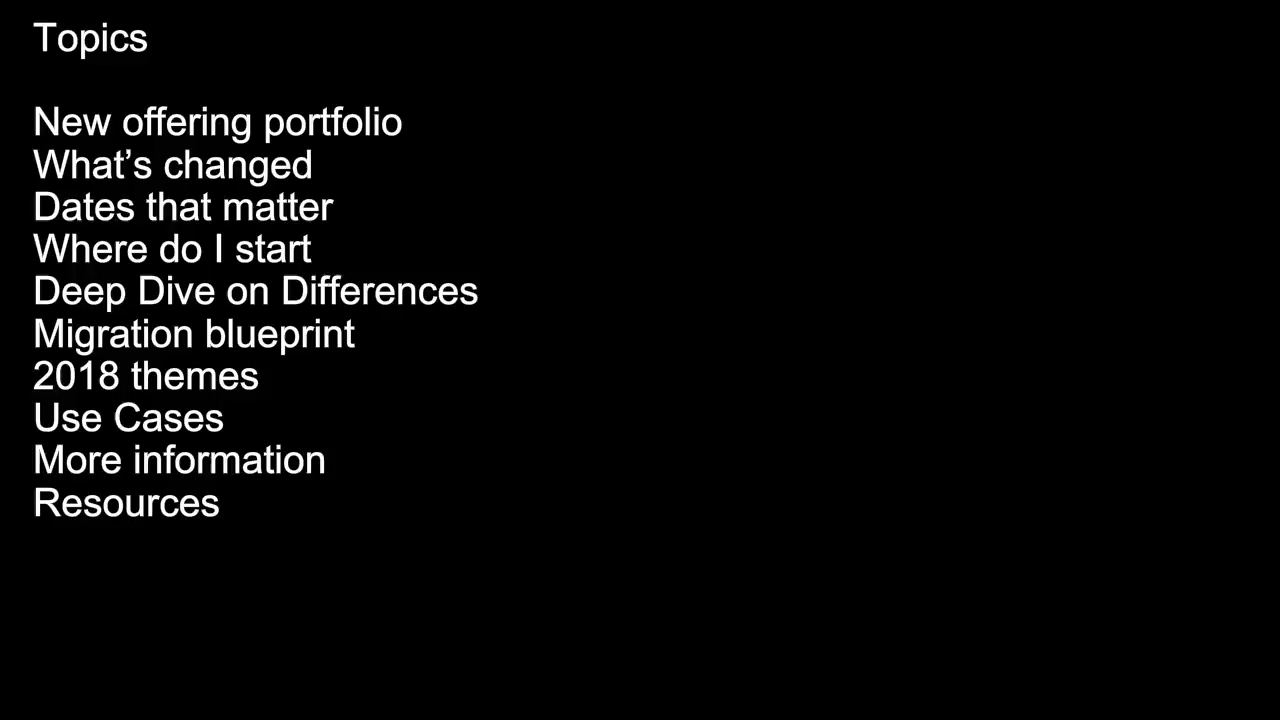 Topics
New offering portfolio
What’s changed
Dates that matter
Where do I start
Deep Dive on Differences
Migration blueprint
2018 themes
Use Cases
More information
Resources